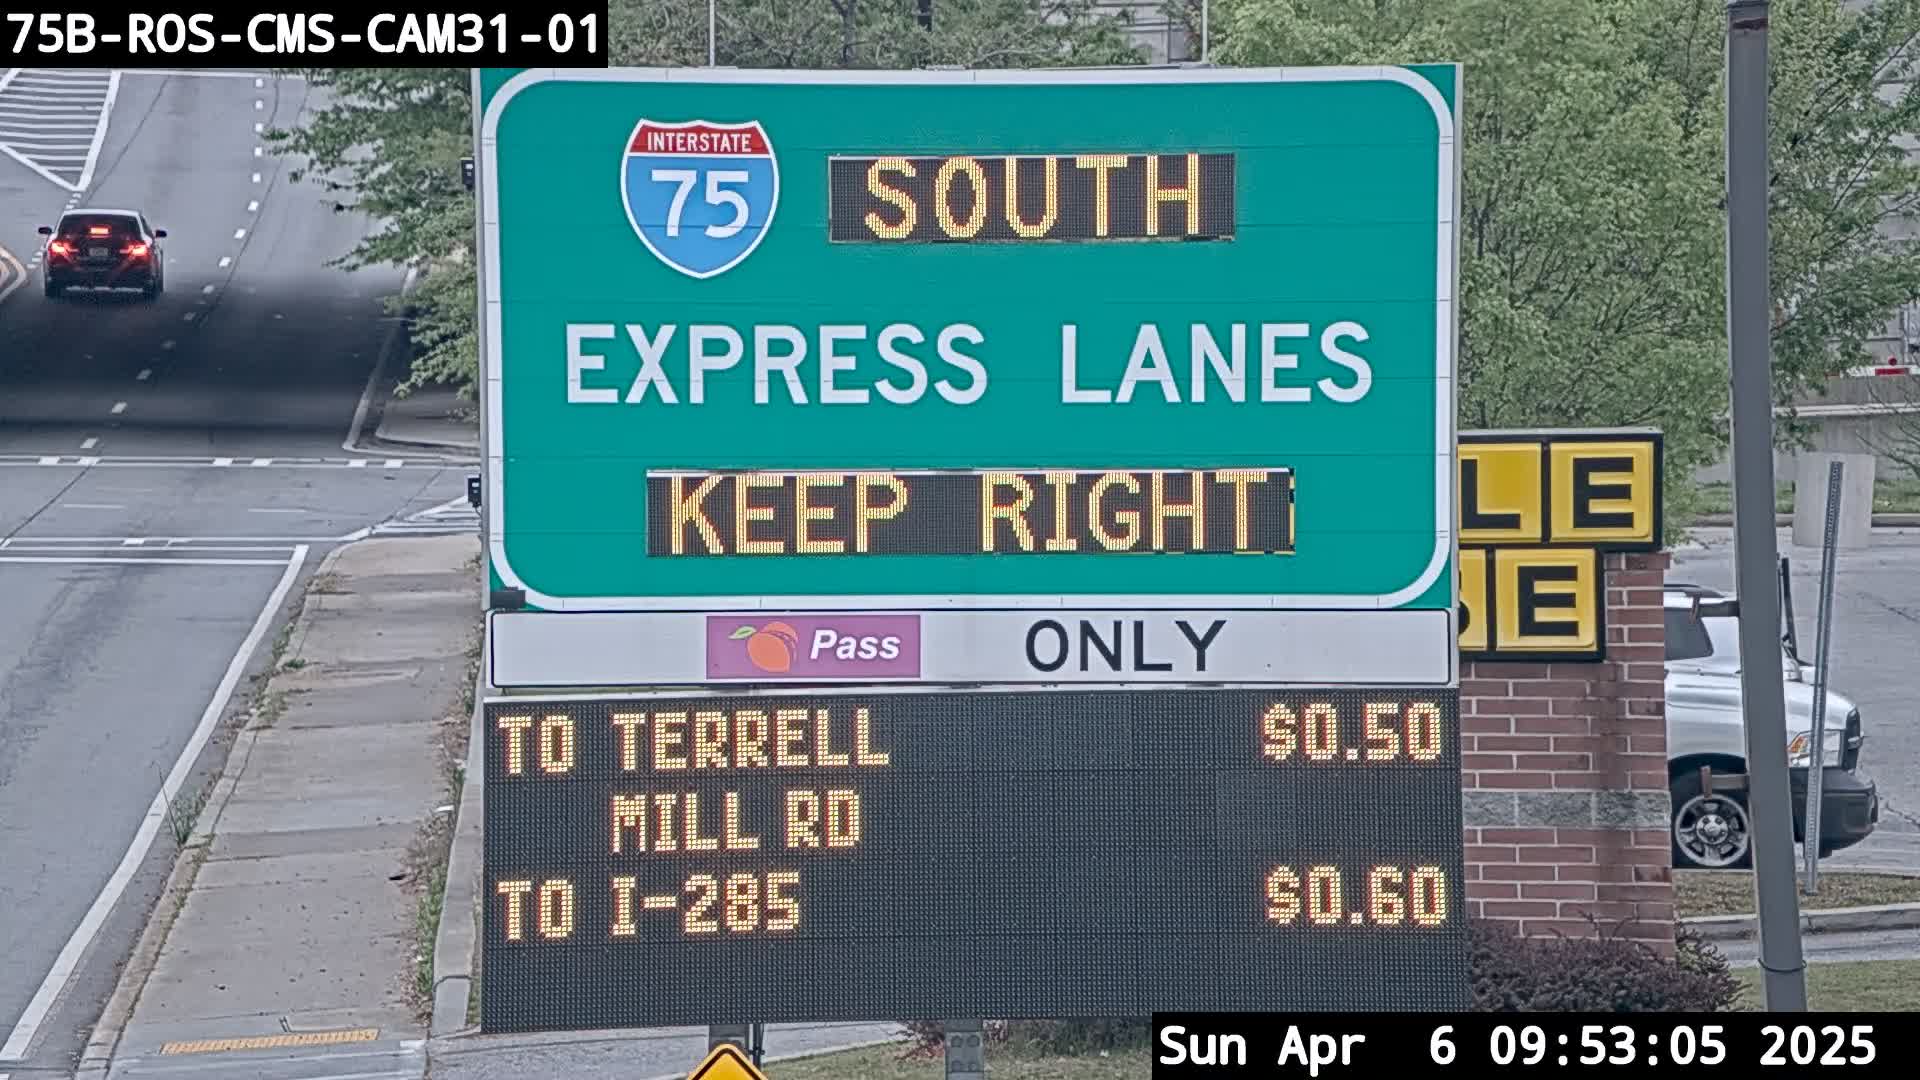 75B-ROS-CMS-CAM31-01
INTERSTATE
75
SOUTH
EXPRESS LANES
KEEP RIGHT
Pass ONLY
TO TERRELL $0.50
MILL RD
TO I-285 $0.60
LE
E
Sun Apr 6 09:53:05 2025